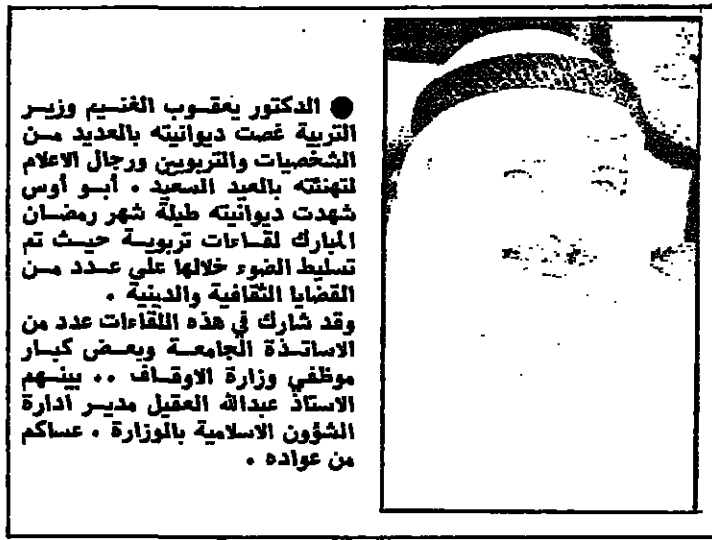 ● الدكتور يعقوب الغنيم وزير
التربية غصت ديوانيته بالعديد من
الشخصيات والتربويين ورجال الاعلام
لتهنئته بالعيد السعيد . أبو أوس
شهدت ديوانيته طيلة شهر رمضان
المبارك لقاءات تربوية حيث تم
تسليط الضوء خلالها على عدد من
القضايا الثقافية والدينية .
وقد شارك في هذه اللقاءات عدد من
الاساتذة الجامعة وبعض كبار
موظفي وزارة الاوقاف .. بينهم
الاستاذ عبدالله العقيل مدير ادارة
الشؤون الاسلامية بالوزارة . عساكم
من عواده .